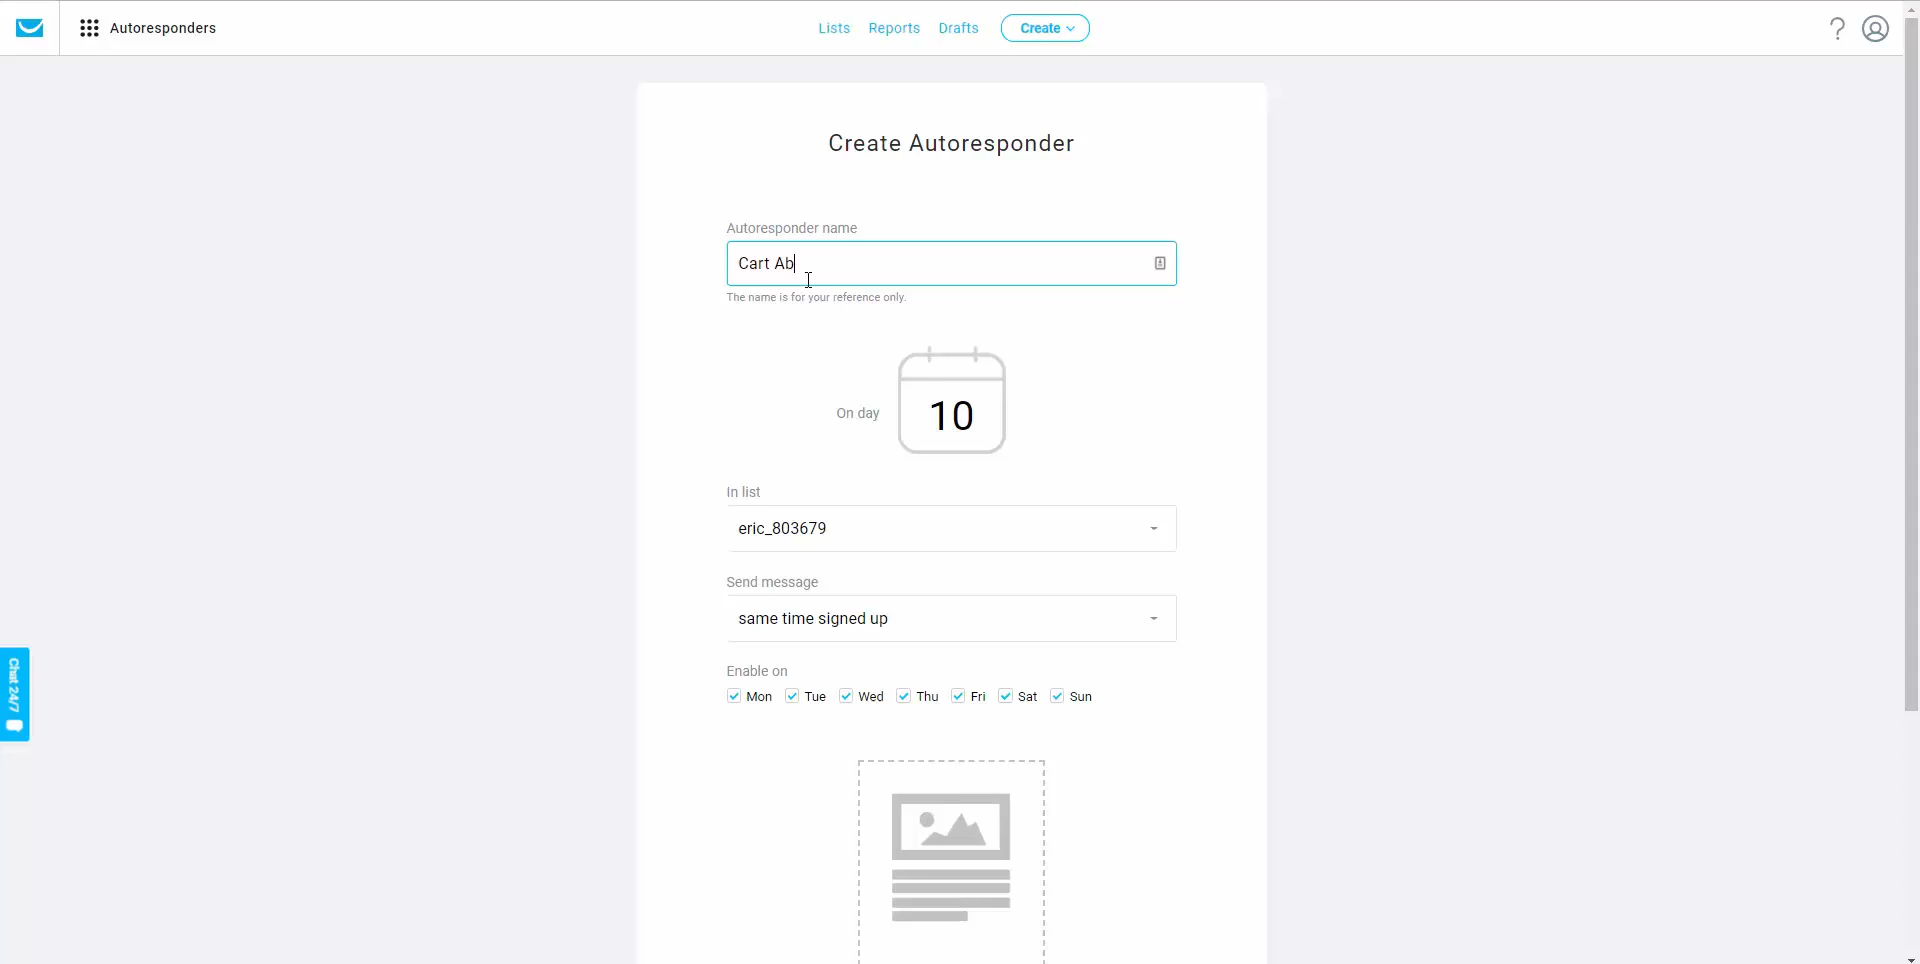 Autoresponders
Lists Reports Drafts Create
?
Create Autoresponder
Autoresponder name
Cart Ab
The name is for your reference only.
On day 10
In list
eric_803679
Send message
same time signed up
Enable on
Mon Tue Wed Thu Fri Sat Sun
Chat 24/7